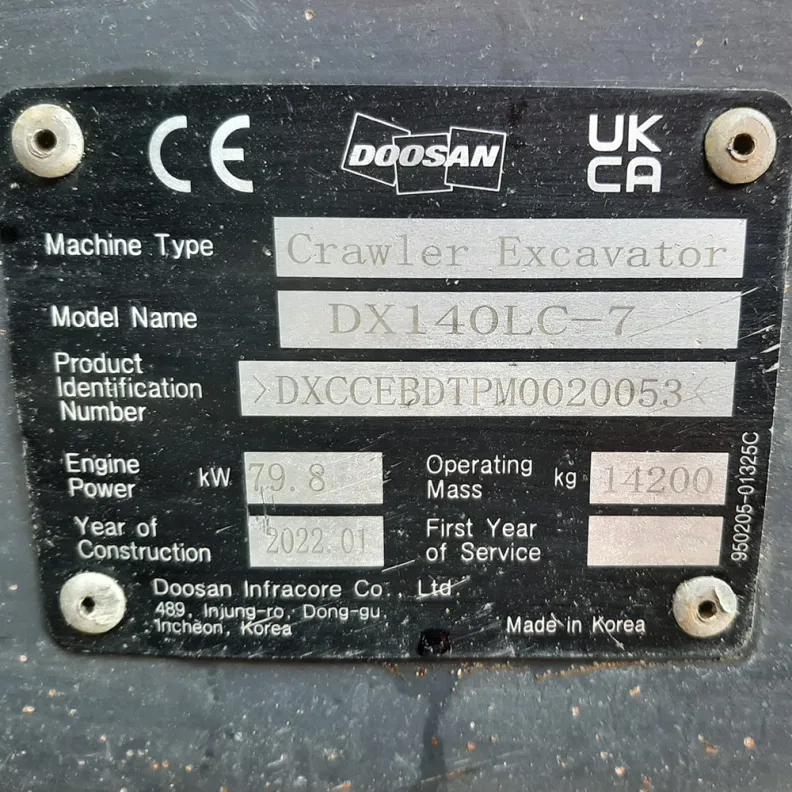 CE DOOSAN UK
CA
Machine Type Crawler Excavator
Model Name DX140LC-7
Product
Identification
Number >DXCCEBDTPM0020053<
Engine
Power kW 79.8 Operating
Mass kg 14200
Year of
Construction 2022.01 First Year
of Service
Doosan Infracore Co., Ltd.
489, Injung-ro, Dong-gu,
Incheon, Korea
Made in Korea
950205-01325C